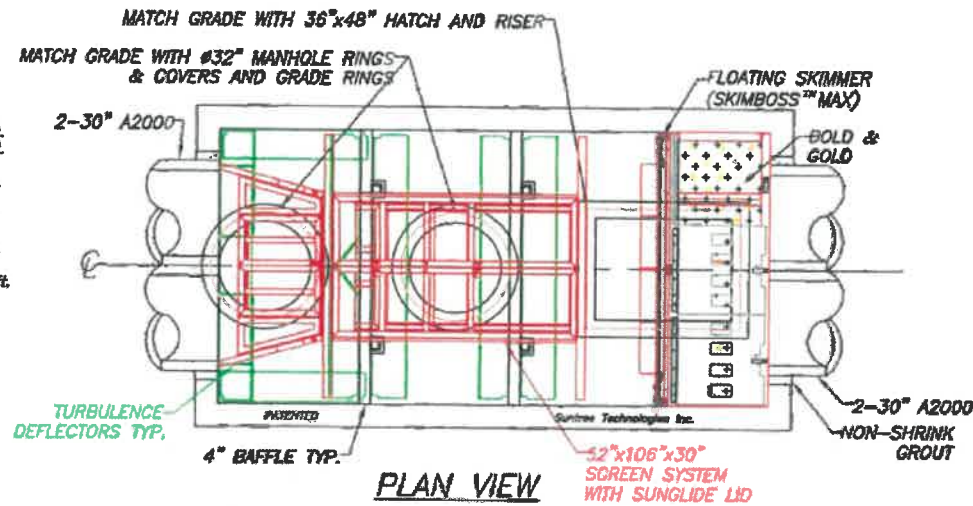 MATCH GRADE WITH 36"x48" HATCH AND RISER
MATCH GRADE WITH ø32" MANHOLE RINGS
& COVERS AND GRADE RINGS
2-30" A2000
FLOATING SKIMMER
(SKIMBOSS™ MAX)
BOLD &
GOLD
ft.
TURBULENCE
DEFLECTORS TYP.
PATENTED
Suntree Technologies Inc.
4" BAFFLE TYP.
52"x106"x30"
SCREEN SYSTEM
WITH SUNGLIDE LID
2-30" A2000
NON-SHRINK
GROUT
PLAN VIEW